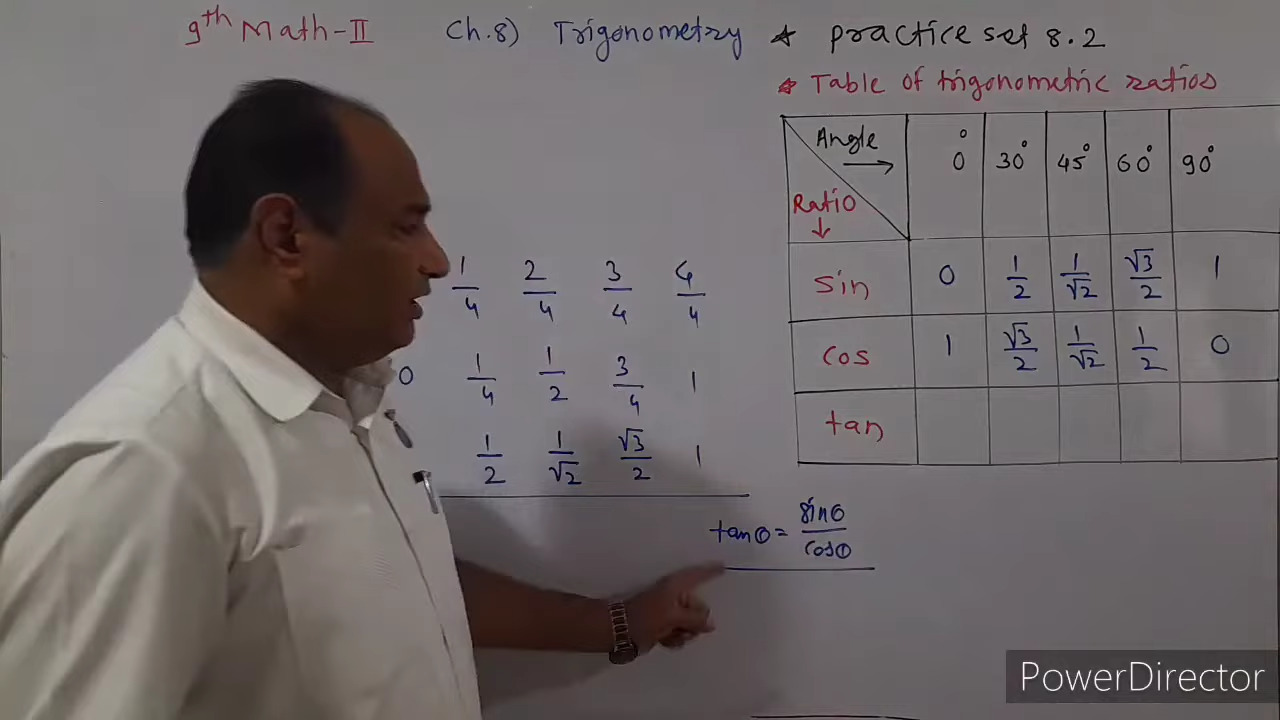 9th Math-II Ch.8) Trigonometry * practice set 8.2
* Table of trigonometric ratios
Angle → 0° 30° 45° 60° 90°
Ratio ↓
sin 0 1/2 1/√2 √3/2 1
cos 1 √3/2 1/√2 1/2 0
tan
1/4 2/4 3/4 4/4
0 1/4 1/2 3/4 1
1/2 1/√2 √3/2 1
tanθ = sinθ/cosθ
PowerDirector